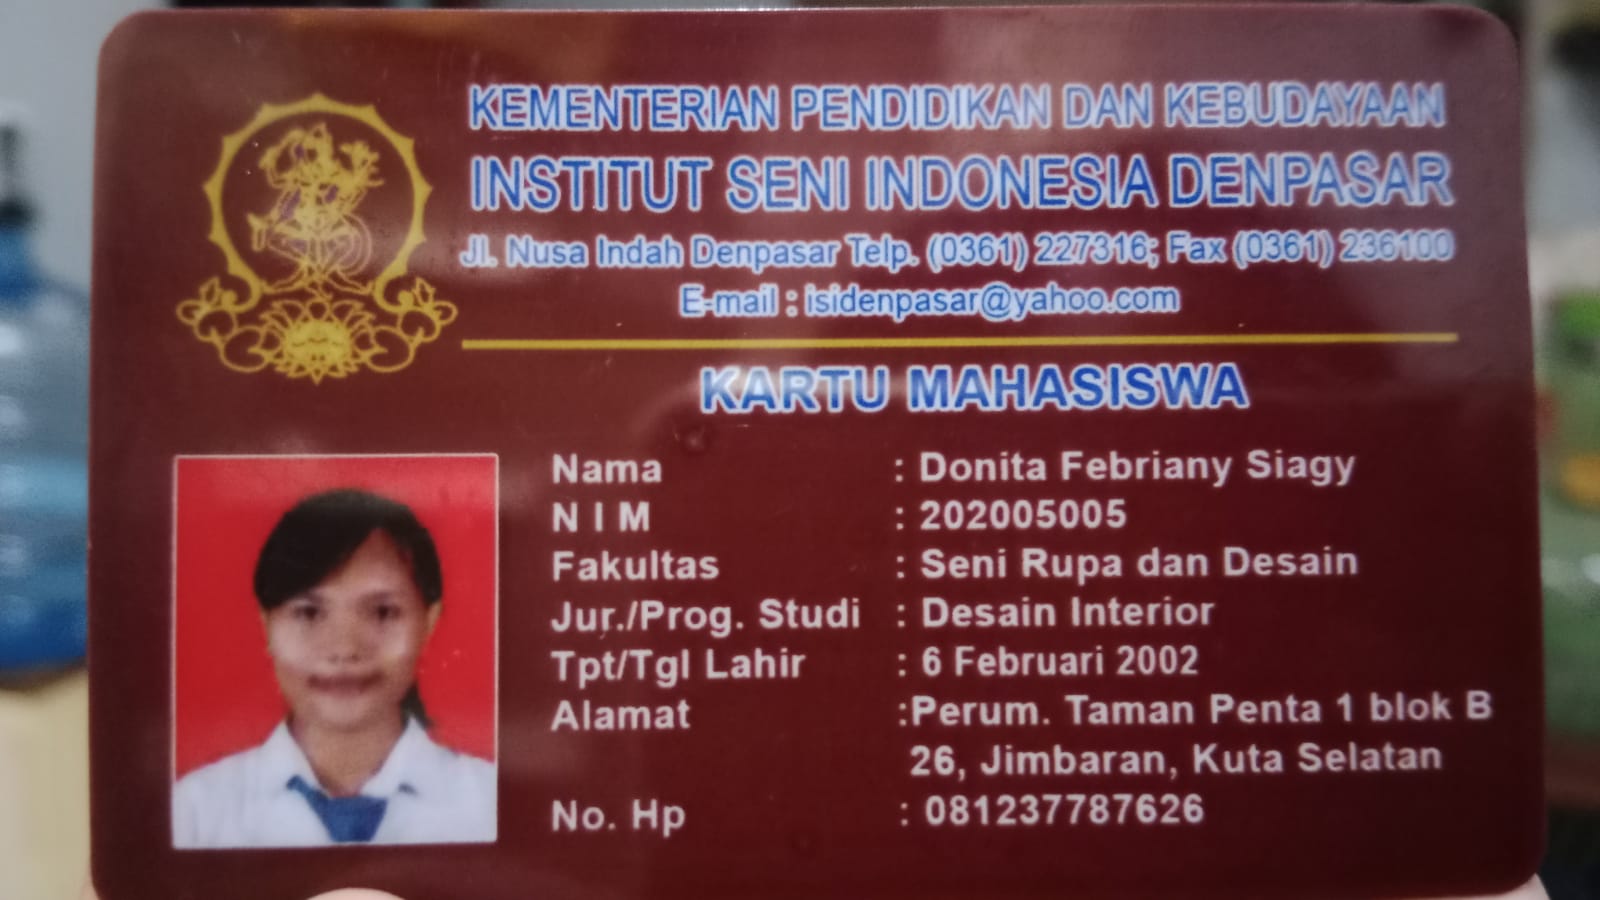 KEMENTERIAN PENDIDIKAN DAN KEBUDAYAAN
INSTITUT SENI INDONESIA DENPASAR
Jl. Nusa Indah Denpasar Telp. (0361) 227316; Fax (0361) 236100
E-mail : isidenpasar@yahoo.com
KARTU MAHASISWA
Nama : Donita Febriany Siagy
N I M : 202005005
Fakultas : Seni Rupa dan Desain
Jur./Prog. Studi : Desain Interior
Tpt/Tgl Lahir : 6 Februari 2002
Alamat :Perum. Taman Penta 1 blok B
26, Jimbaran, Kuta Selatan
No. Hp : 081237787626